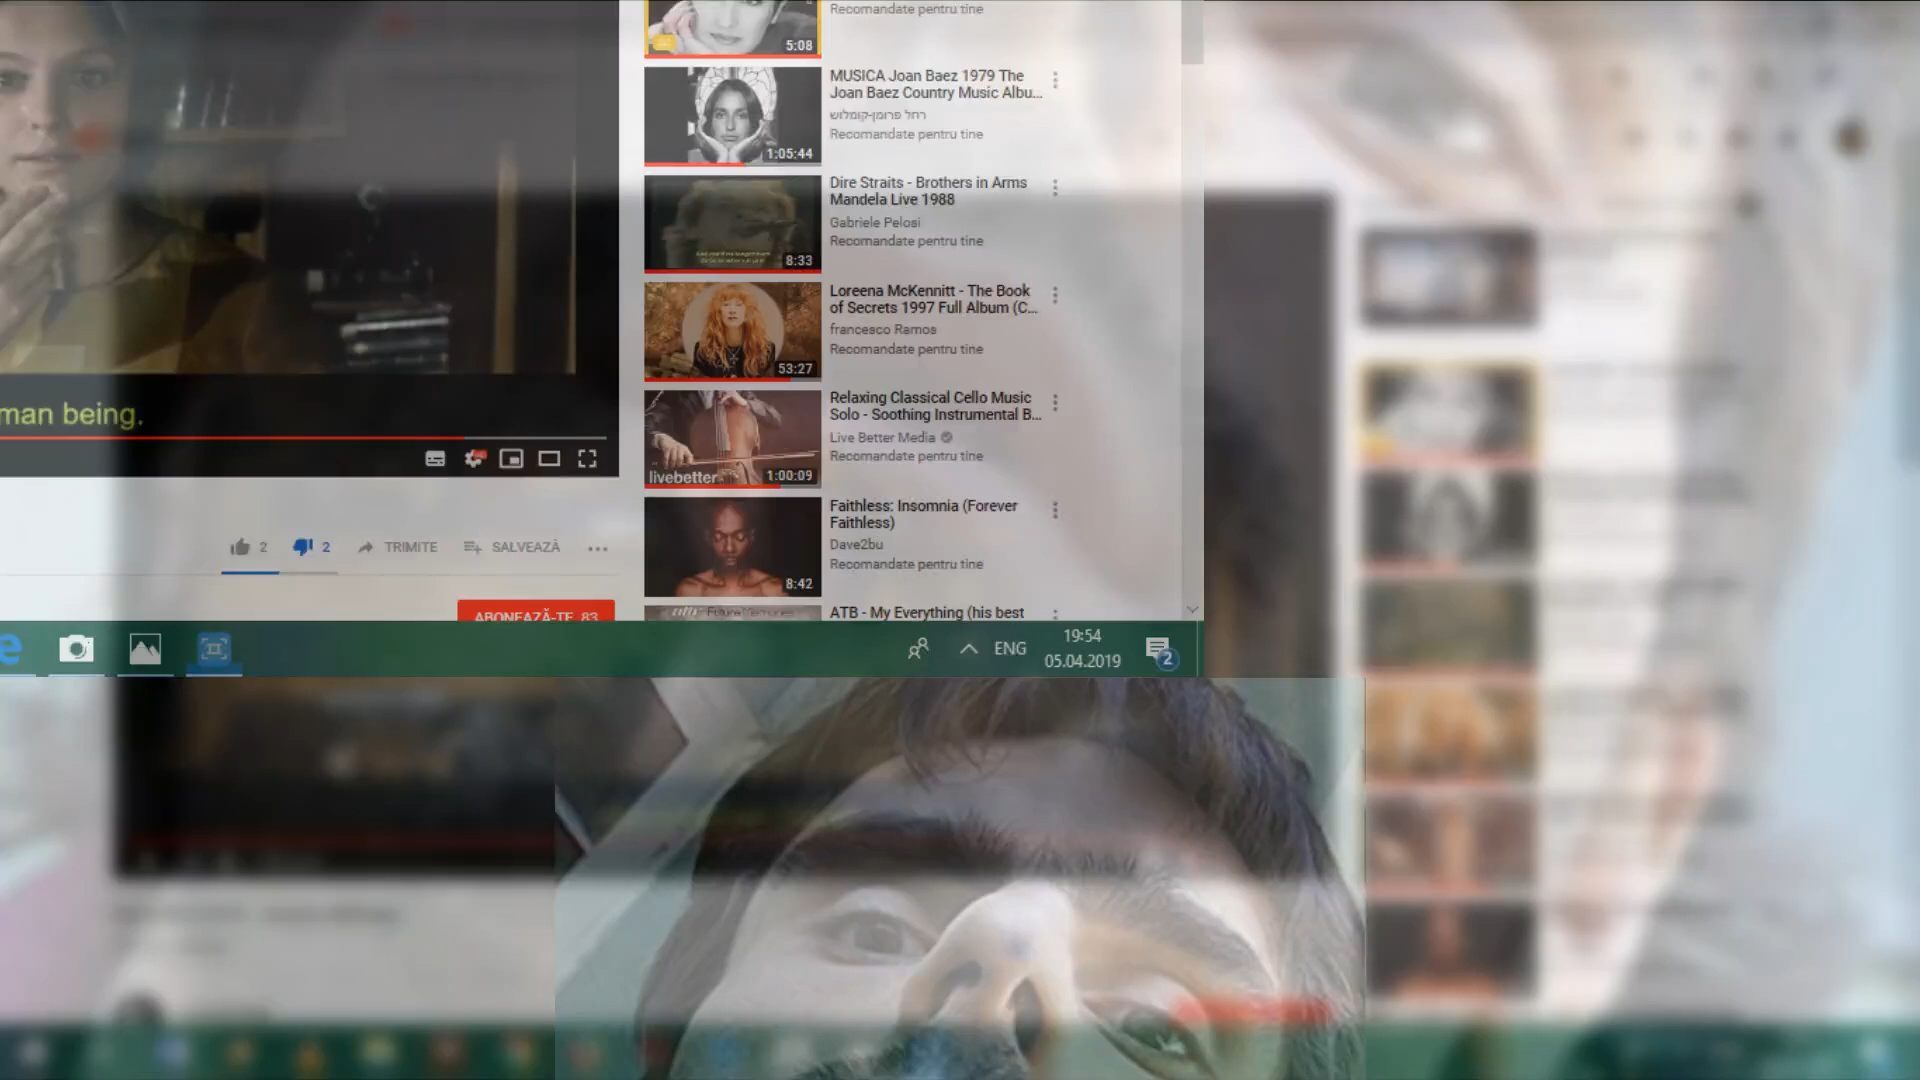 Recomandate pentru tine
5:08
MUSICA Joan Baez 1979 The
Joan Baez Country Music Albu...
רחל פרומן-קומלוש
Recomandate pentru tine
1:05:44
Dire Straits - Brothers in Arms
Mandela Live 1988
Gabriele Pelosi
Recomandate pentru tine
8:33
Loreena McKennitt - The Book
of Secrets 1997 Full Album (C...
francesco Ramos
Recomandate pentru tine
53:27
Relaxing Classical Cello Music
Solo - Soothing Instrumental B...
Live Better Media
Recomandate pentru tine
livebetter
1:00:09
Faithless: Insomnia (Forever
Faithless)
Dave2bu
Recomandate pentru tine
8:42
ATB - My Everything (his best
Future Memories
man being.
2
2
TRIMITE
SALVEAZĂ
ABONEAZĂ-TE 83
ENG
19:54
05.04.2019
2